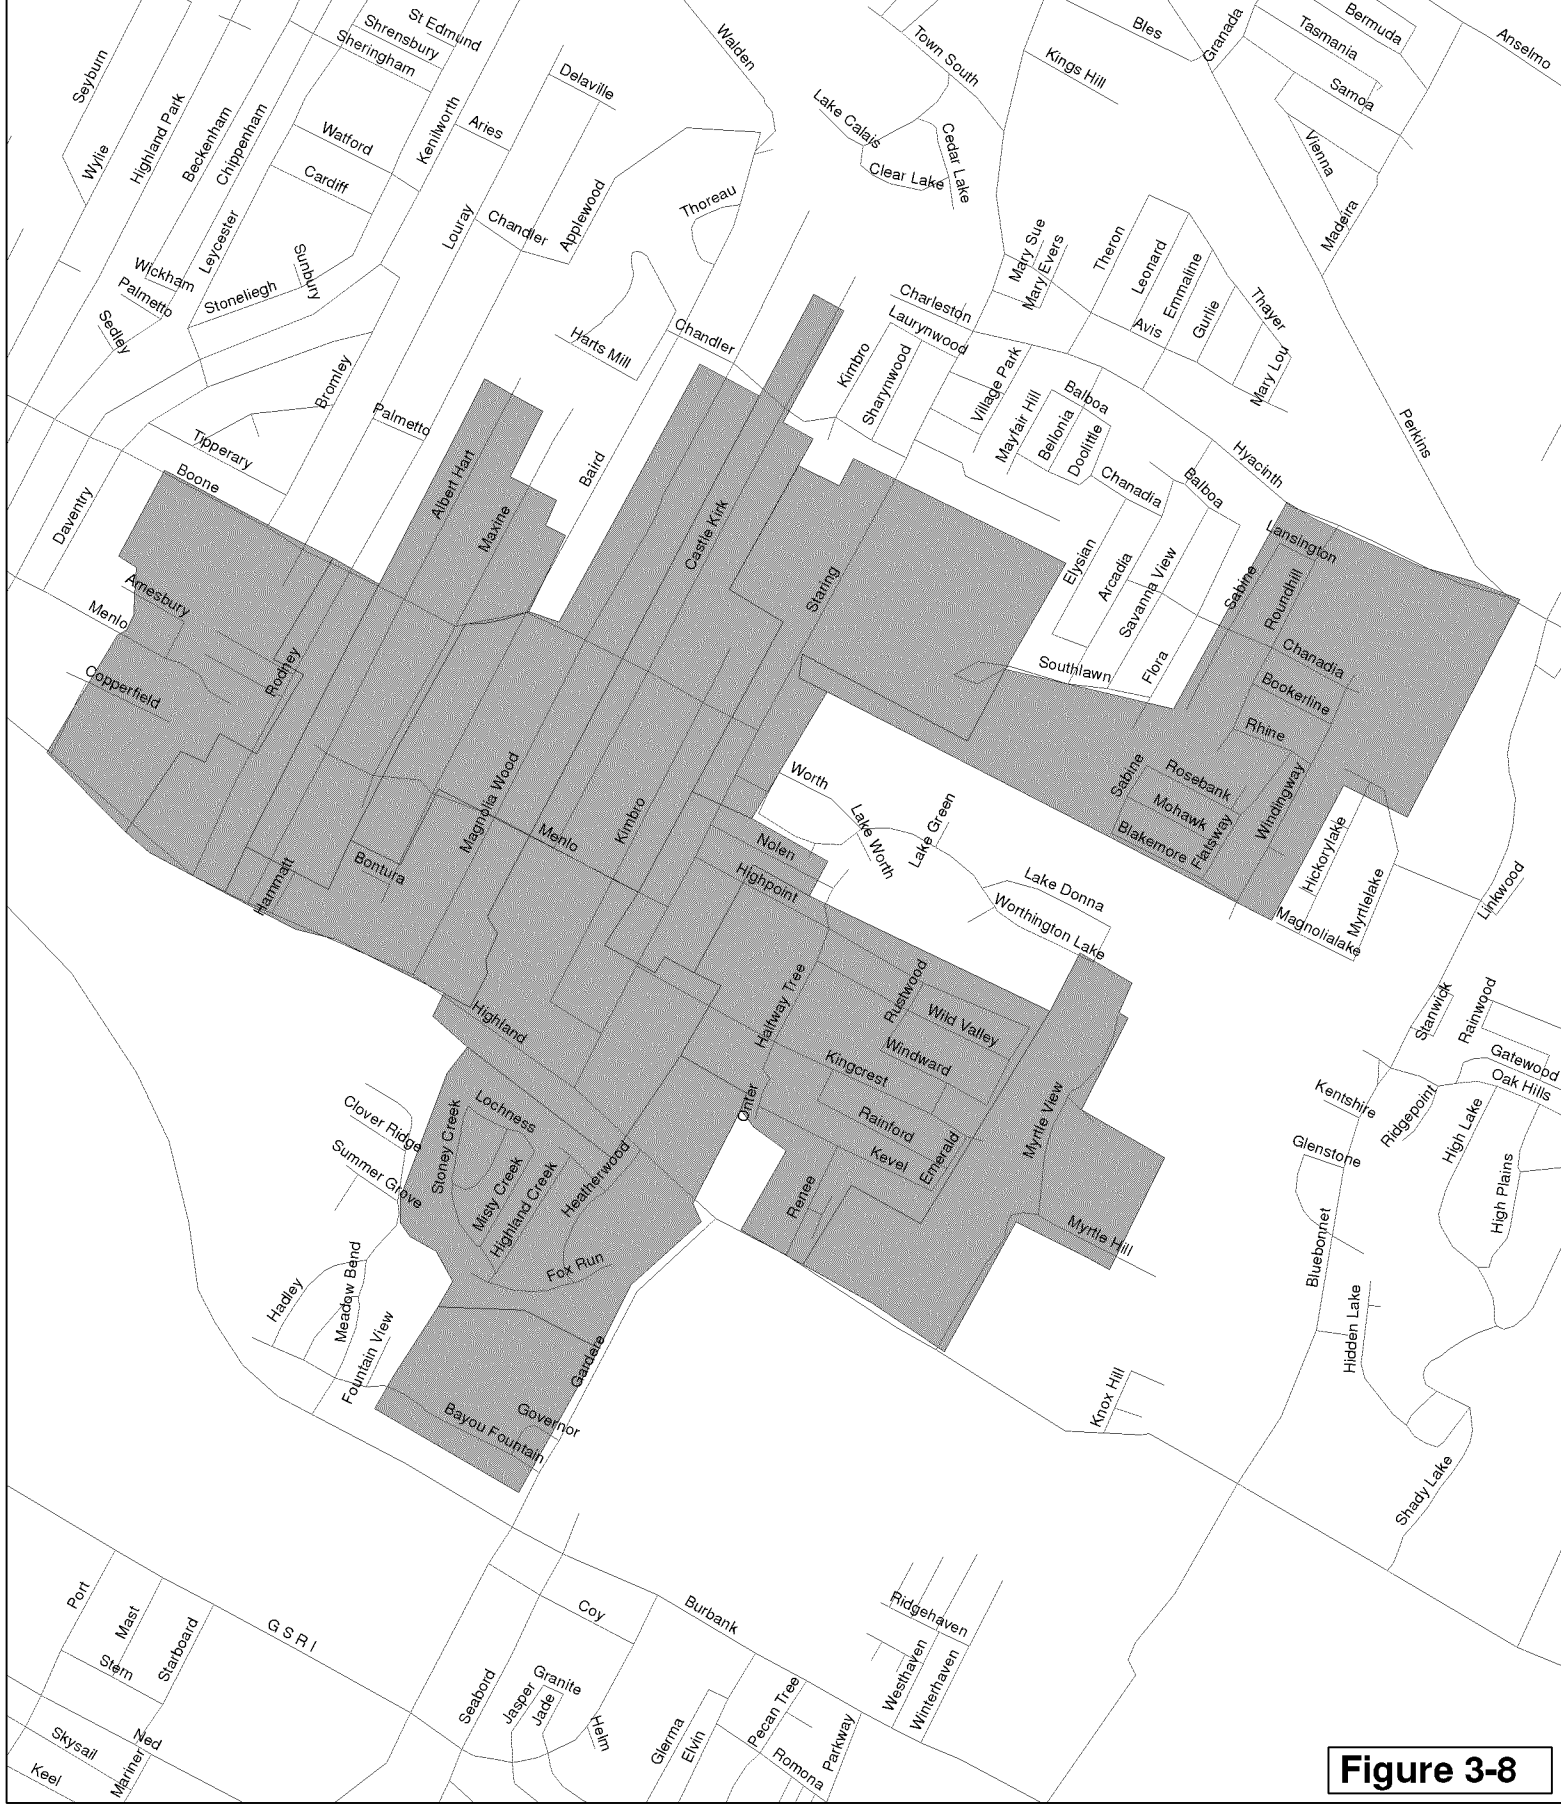 St Edmund
Shrensbury
Sheringham
Walden
Town South
Bles
Granada
Bermuda
Tasmania
Anselmo
Seyburn
Highland Park
Beckenham
Chippenham
Watford
Cardiff
Kenilworth
Aries
Delaville
Kings Hill
Samoa
Lake Calais
Cedar Lake
Clear Lake
Vienna
Wylie
Leycester
Louray
Chandler
Applewood
Thoreau
Mary Sue
Mary Evers
Theron
Leonard
Emmaline
Gurlie
Thayer
Madeira
Wickham
Palmetto
Sedley
Stoneliegh
Sunbury
Harts Mill
Chandler
Charleston
Laurynwood
Avis
Mary Lou
Kimbro
Sharynwood
Village Park
Mayfair Hill
Balboa
Bellonia
Doolittle
Bromley
Palmetto
Tipperary
Boone
Daventry
Albert Hart
Maxine
Baird
Castle Kirk
Hyacinth
Perkins
Chanadia
Balboa
Elysian
Arcadia
Savanna View
Flora
Southlawn
Staring
Lansington
Sabine
Roundhill
Chanadia
Bookerline
Rhine
Amesbury
Menlo
Copperfield
Rodney
Magnolia Wood
Kimbro
Menlo
Bontura
Hammatt
Worth
Lake Worth
Lake Green
Nolen
Highpoint
Lake Donna
Worthington Lake
Sabine
Rosebank
Mohawk
Blakemore
Flatsway
Windingway
Hickorylake
Myrtlelake
Magnolialake
Linkwood
Highland
Halfway Tree
Rustwood
Wild Valley
Windward
Kingcrest
Rainford
Kevel
Emerald
Onter
Renee
Myrtle View
Myrtle Hill
Stanwick
Rainwood
Gatewood
Oak Hills
Kentshire
Ridgepoint
High Lake
Glenstone
High Plains
Bluebonnet
Hidden Lake
Clover Ridge
Summer Grove
Stoney Creek
Lochness
Misty Creek
Highland Creek
Heatherwood
Fox Run
Hadley
Meadow Bend
Fountain View
Gardere
Governor
Bayou Fountain
Knox Hill
Shady Lake
Port
Mast
Stern
Starboard
G S R I
Coy
Burbank
Ridgehaven
Westhaven
Winterhaven
Seabord
Granite
Jasper
Jade
Helm
Glerma
Elvin
Pecan Tree
Romona
Parkway
Skysail
Ned
Mariner
Keel
Figure 3-8